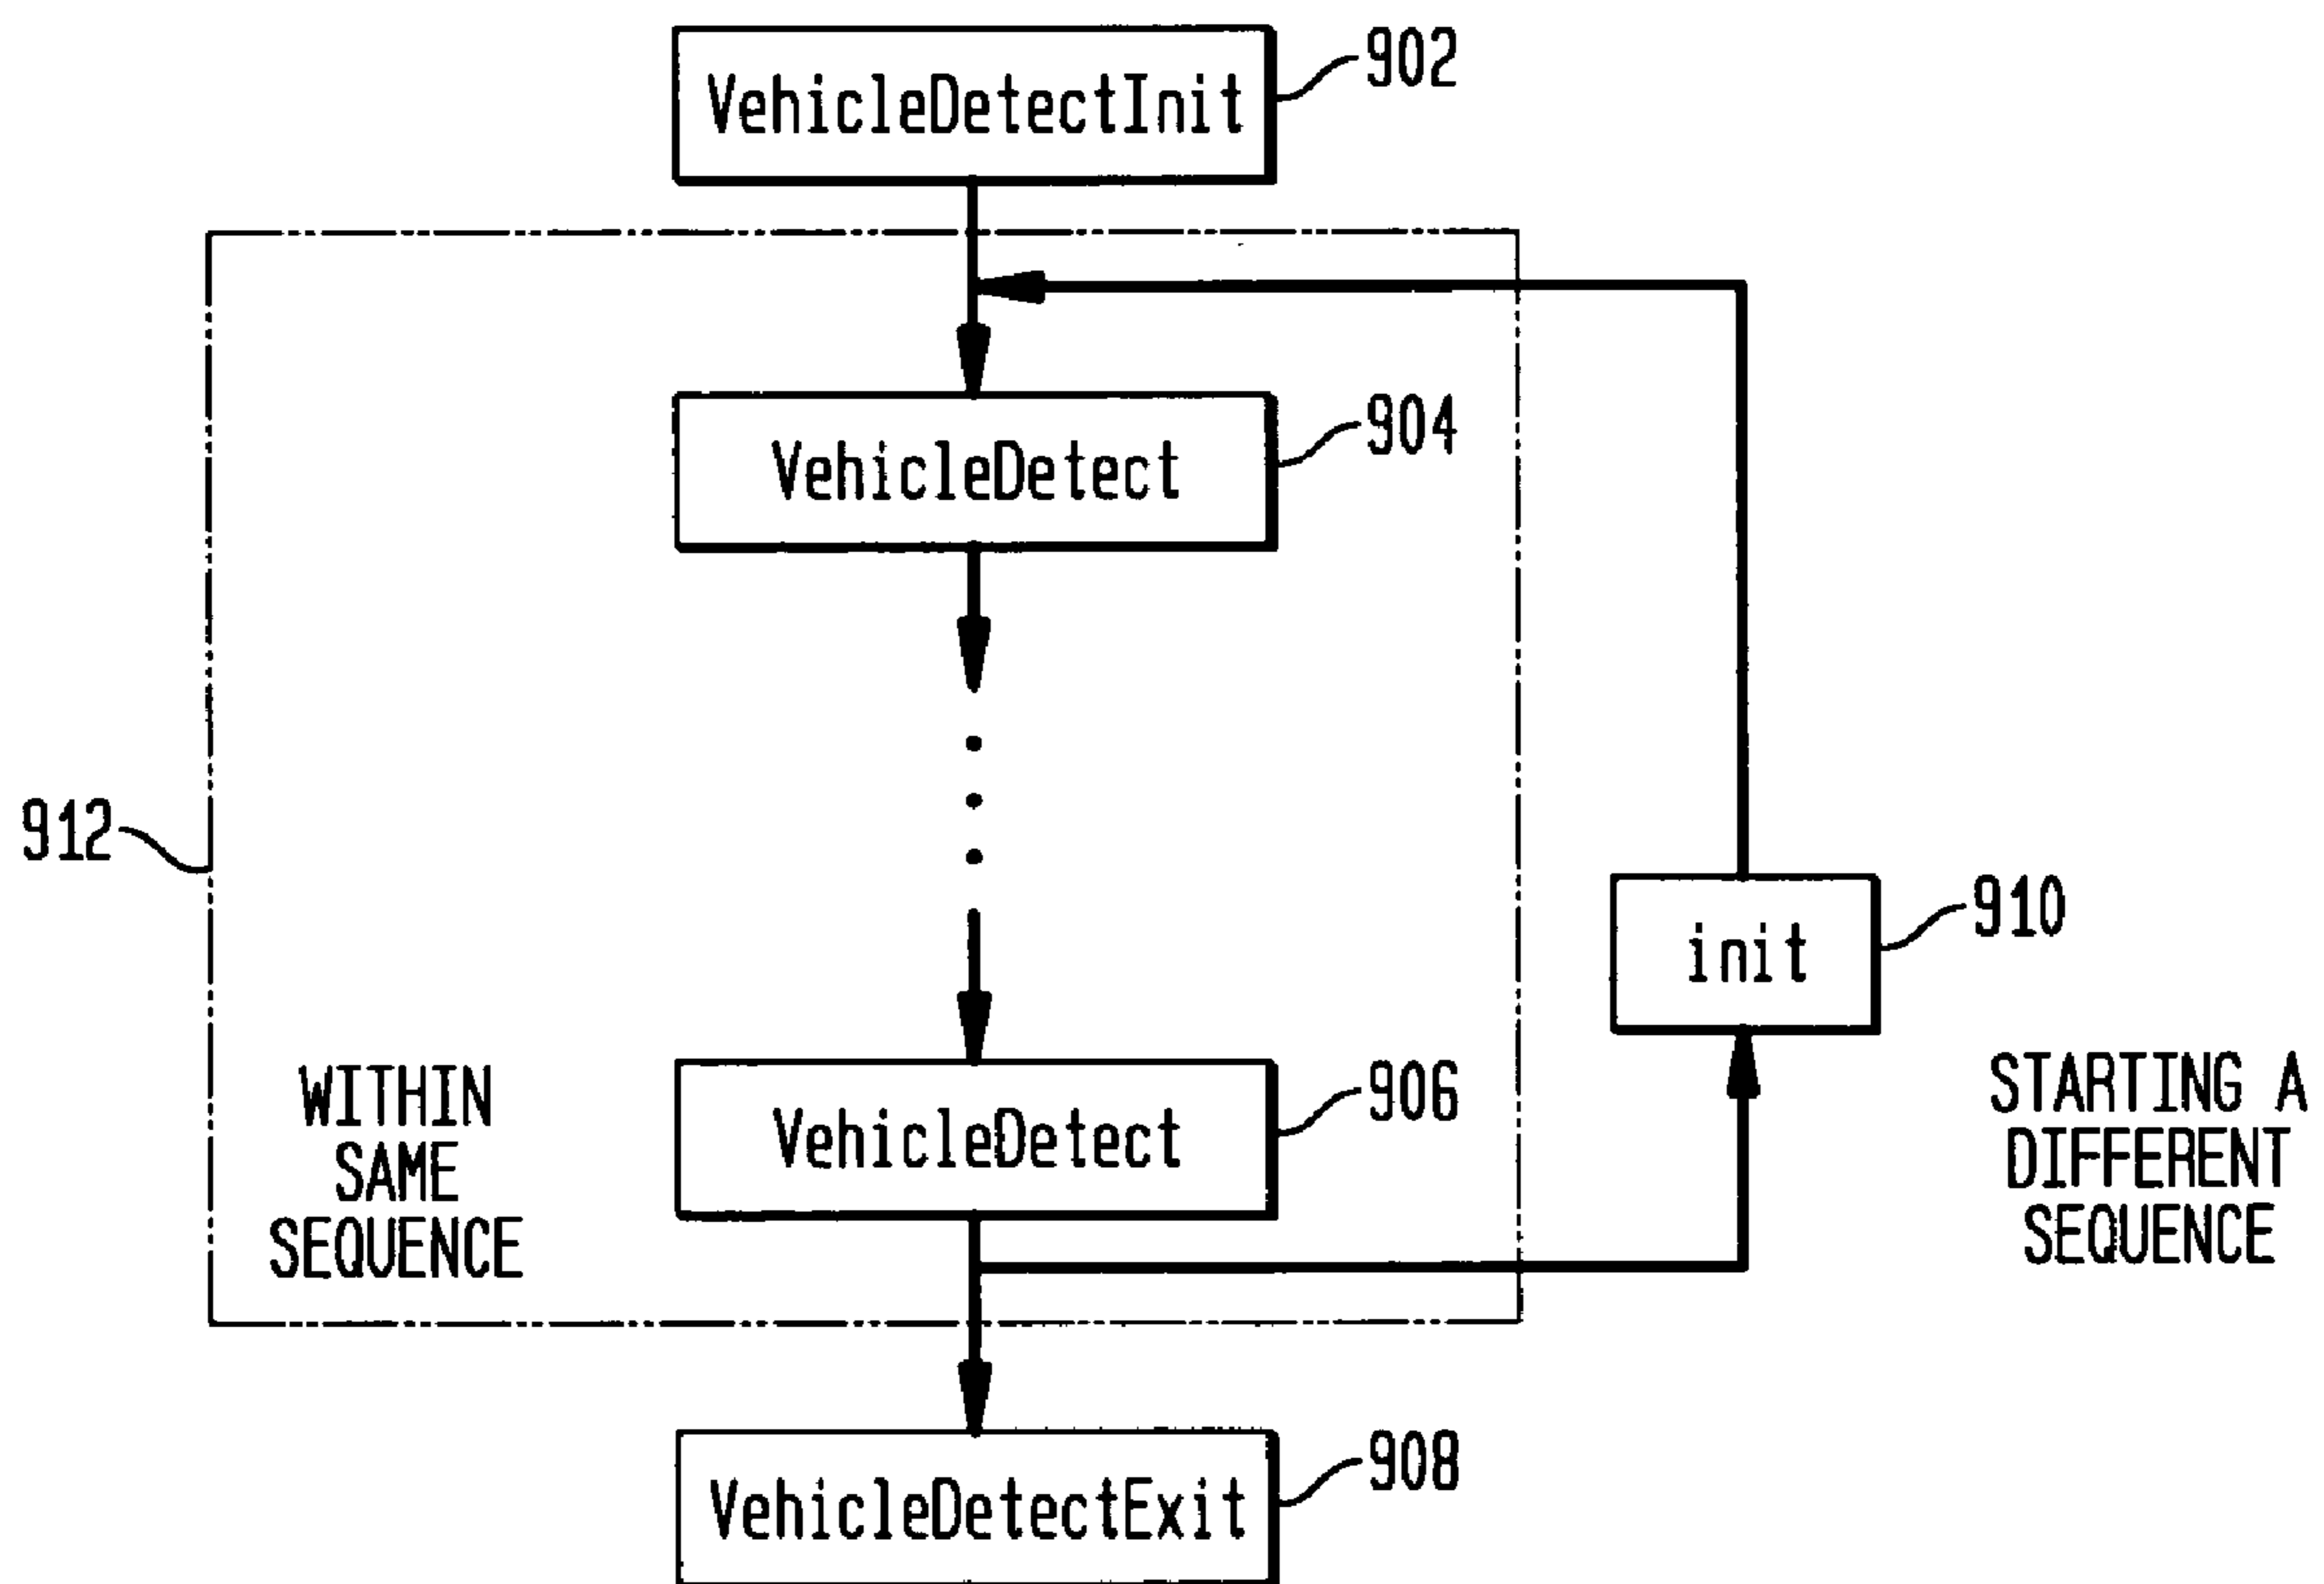 VehicleDetectInit
902
VehicleDetect
904
912
init
910
WITHIN
SAME
SEQUENCE
VehicleDetect
906
STARTING A
DIFFERENT
SEQUENCE
VehicleDetectExit
908